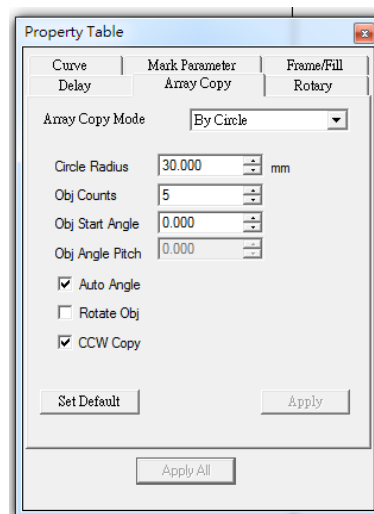 Property Table
Curve Mark Parameter Frame/Fill
Delay Array Copy Rotary
Array Copy Mode By Circle
Circle Radius 30.000 mm
Obj Counts 5
Obj Start Angle 0.000
Obj Angle Pitch 0.000
Auto Angle
Rotate Obj
CCW Copy
Set Default Apply
Apply All